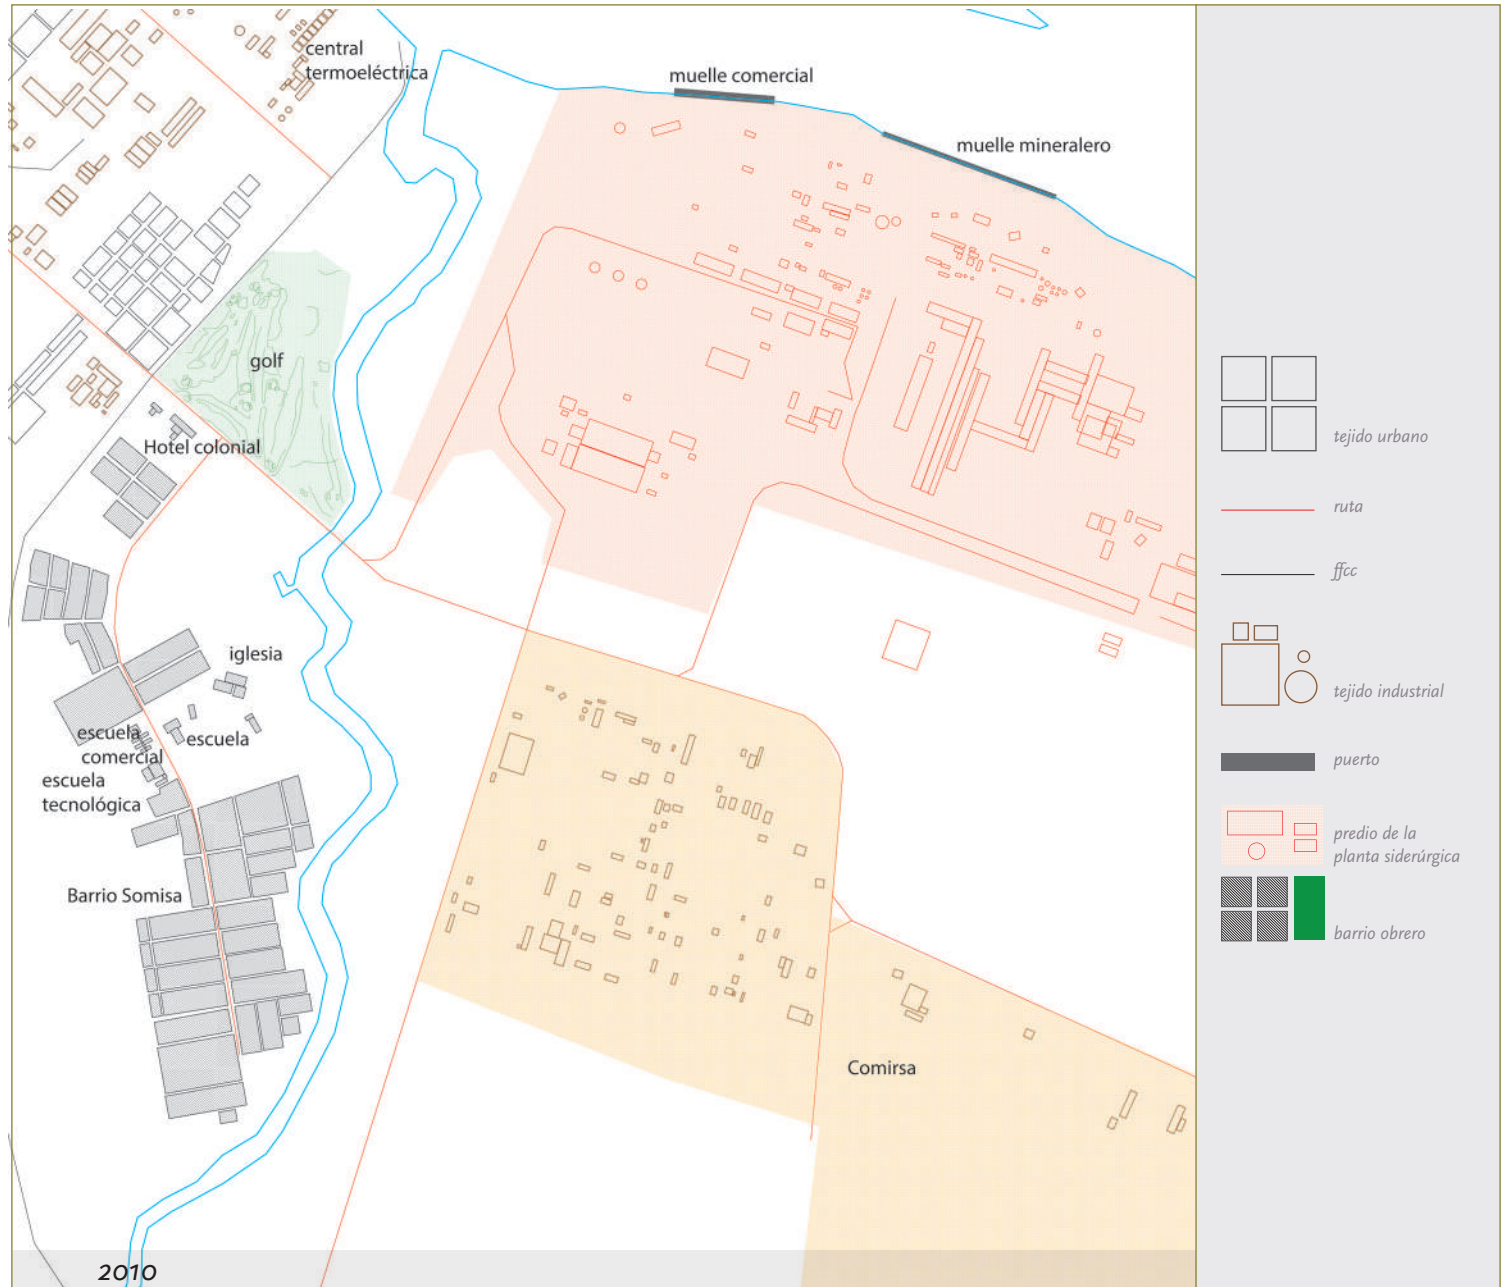 central
termoeléctrica
muelle comercial
muelle mineralero
golf
Hotel colonial
iglesia
escuela
comercial
escuela
escuela
tecnológica
Barrio Somisa
Comirsa
2010
tejido urbano
ruta
ffcc
tejido industrial
puerto
predio de la
planta siderúrgica
barrio obrero